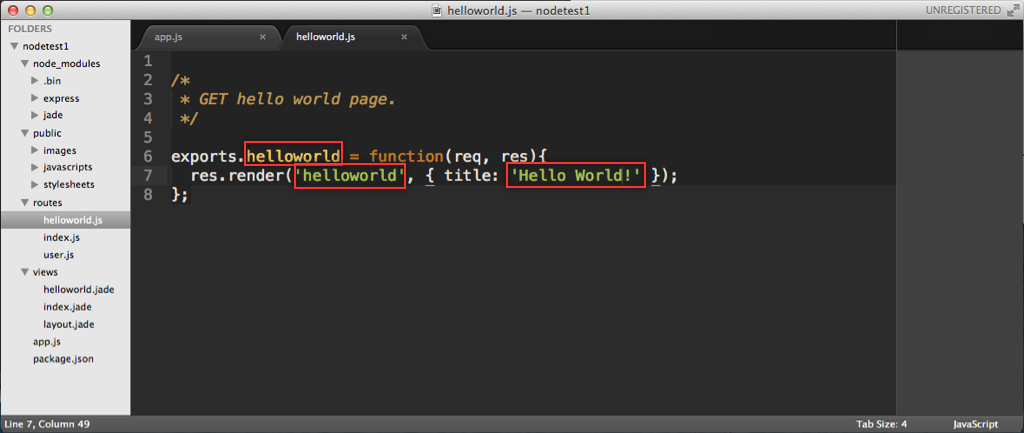 helloworld.js — nodetest1
UNREGISTERED
FOLDERS
nodetest1
node_modules
.bin
express
jade
public
images
javascripts
stylesheets
routes
helloworld.js
index.js
user.js
views
helloworld.jade
index.jade
layout.jade
app.js
package.json
app.js × helloworld.js ×
1
2 /*
3 * GET hello world page.
4 */
5
6 exports.helloworld = function(req, res){
7 res.render('helloworld', { title: 'Hello World!' });
8 };
Line 7, Column 49
Tab Size: 4
JavaScript